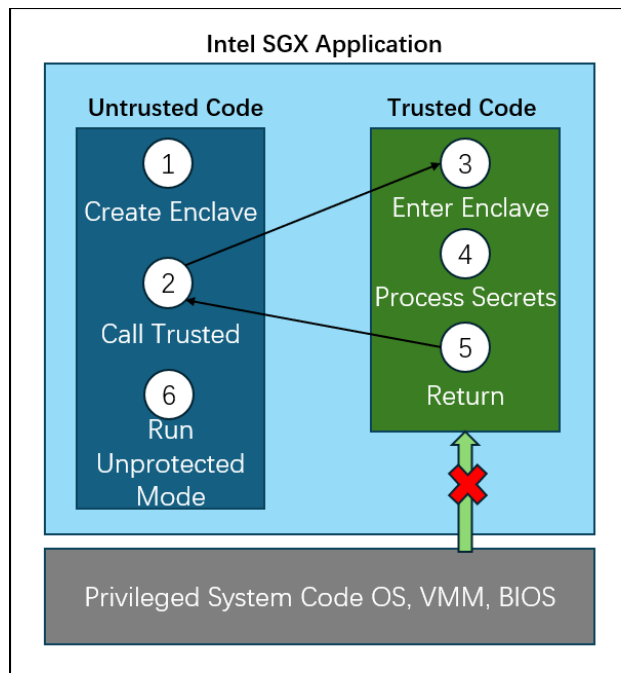 Intel SGX Application
Untrusted Code
1
Create Enclave
2
Call Trusted
6
Run
Unprotected
Mode
Trusted Code
3
Enter Enclave
4
Process Secrets
5
Return
Privileged System Code OS, VMM, BIOS